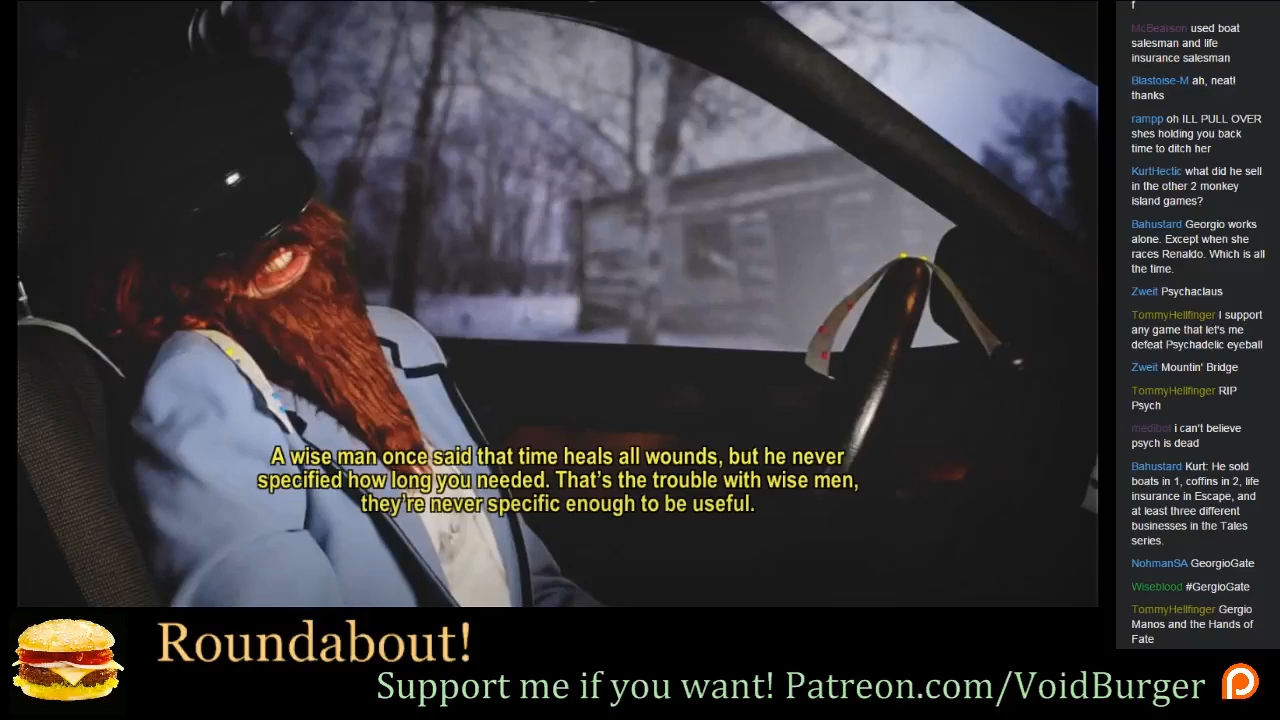 A wise man once said that time heals all wounds, but he never
specified how long you needed. That's the trouble with wise men,
they're never specific enough to be useful.
Roundabout!
Support me if you want! Patreon.com/VoidBurger
r
McBearson used boat
salesman and life
insurance salesman
Blastoise-M ah, neat!
thanks
rampp oh ILL PULL OVER
shes holding you back
time to ditch her
KurtHectic what did he sell
in the other 2 monkey
island games?
Bahustard Georgio works
alone. Except when she
races Renaldo. Which is all
the time.
Zweit Psychaclaus
TommyHellfinger I support
any game that let's me
defeat Psychadelic eyeball
Zweit Mountin' Bridge
TommyHellfinger RIP
Psych
mediboi i can't believe
psych is dead
Bahustard Kurt: He sold
boats in 1, coffins in 2, life
insurance in Escape, and
at least three different
businesses in the Tales
series.
NohmanSA GeorgioGate
Wiseblood #GergioGate
TommyHellfinger Gergio
Manos and the Hands of
Fate